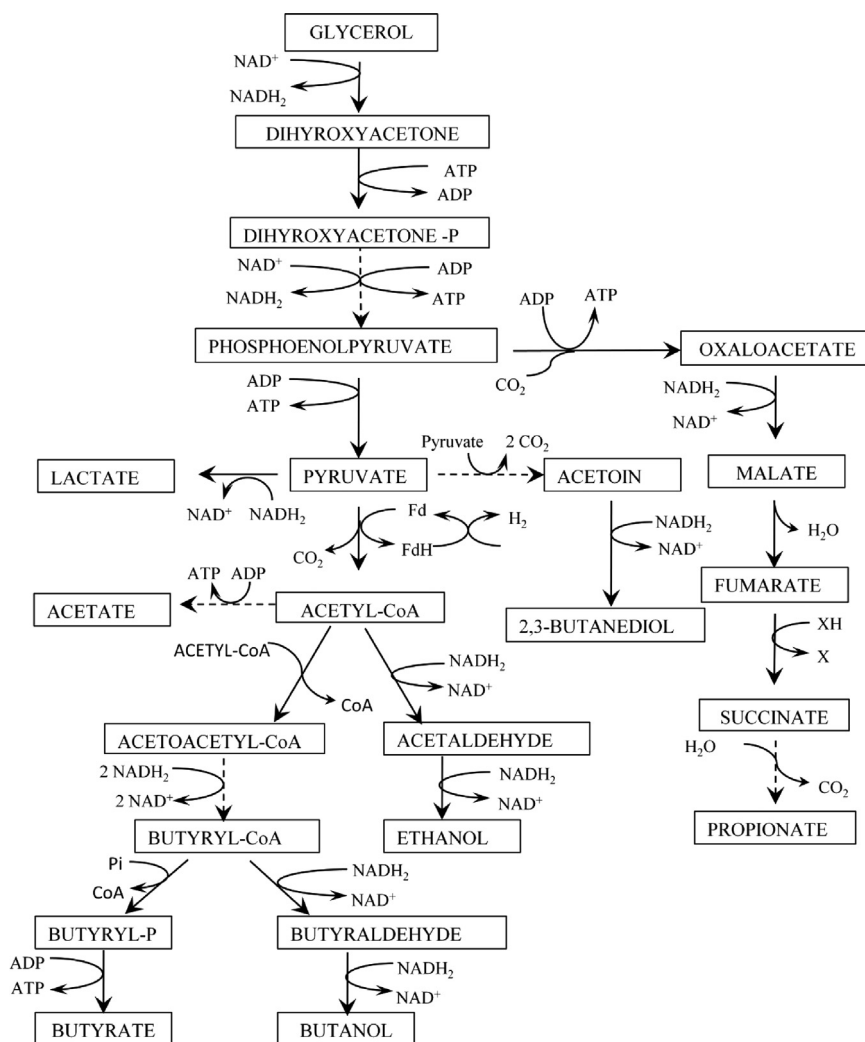 GLYCEROL
NAD⁺
NADH₂
DIHYROXYACETONE
ATP
ADP
DIHYROXYACETONE -P
NAD⁺
ADP
NADH₂
ATP
ADP
ATP
PHOSPHOENOLPYRUVATE
OXALOACETATE
CO₂
ADP
ATP
NADH₂
NAD⁺
LACTATE
PYRUVATE
Pyruvate
2 CO₂
ACETOIN
MALATE
NAD⁺
NADH₂
Fd
H₂
FdH
CO₂
NADH₂
NAD⁺
H₂O
ATP
ADP
ACETATE
ACETYL-CoA
2,3-BUTANEDIOL
FUMARATE
XH
X
ACETYL-CoA
CoA
NADH₂
NAD⁺
ACETOACETYL-CoA
ACETALDEHYDE
SUCCINATE
2 NADH₂
2 NAD⁺
NADH₂
NAD⁺
H₂O
CO₂
BUTYRYL-CoA
ETHANOL
PROPIONATE
Pi
CoA
NADH₂
NAD⁺
BUTYRYL-P
BUTYRALDEHYDE
ADP
ATP
NADH₂
NAD⁺
BUTYRATE
BUTANOL